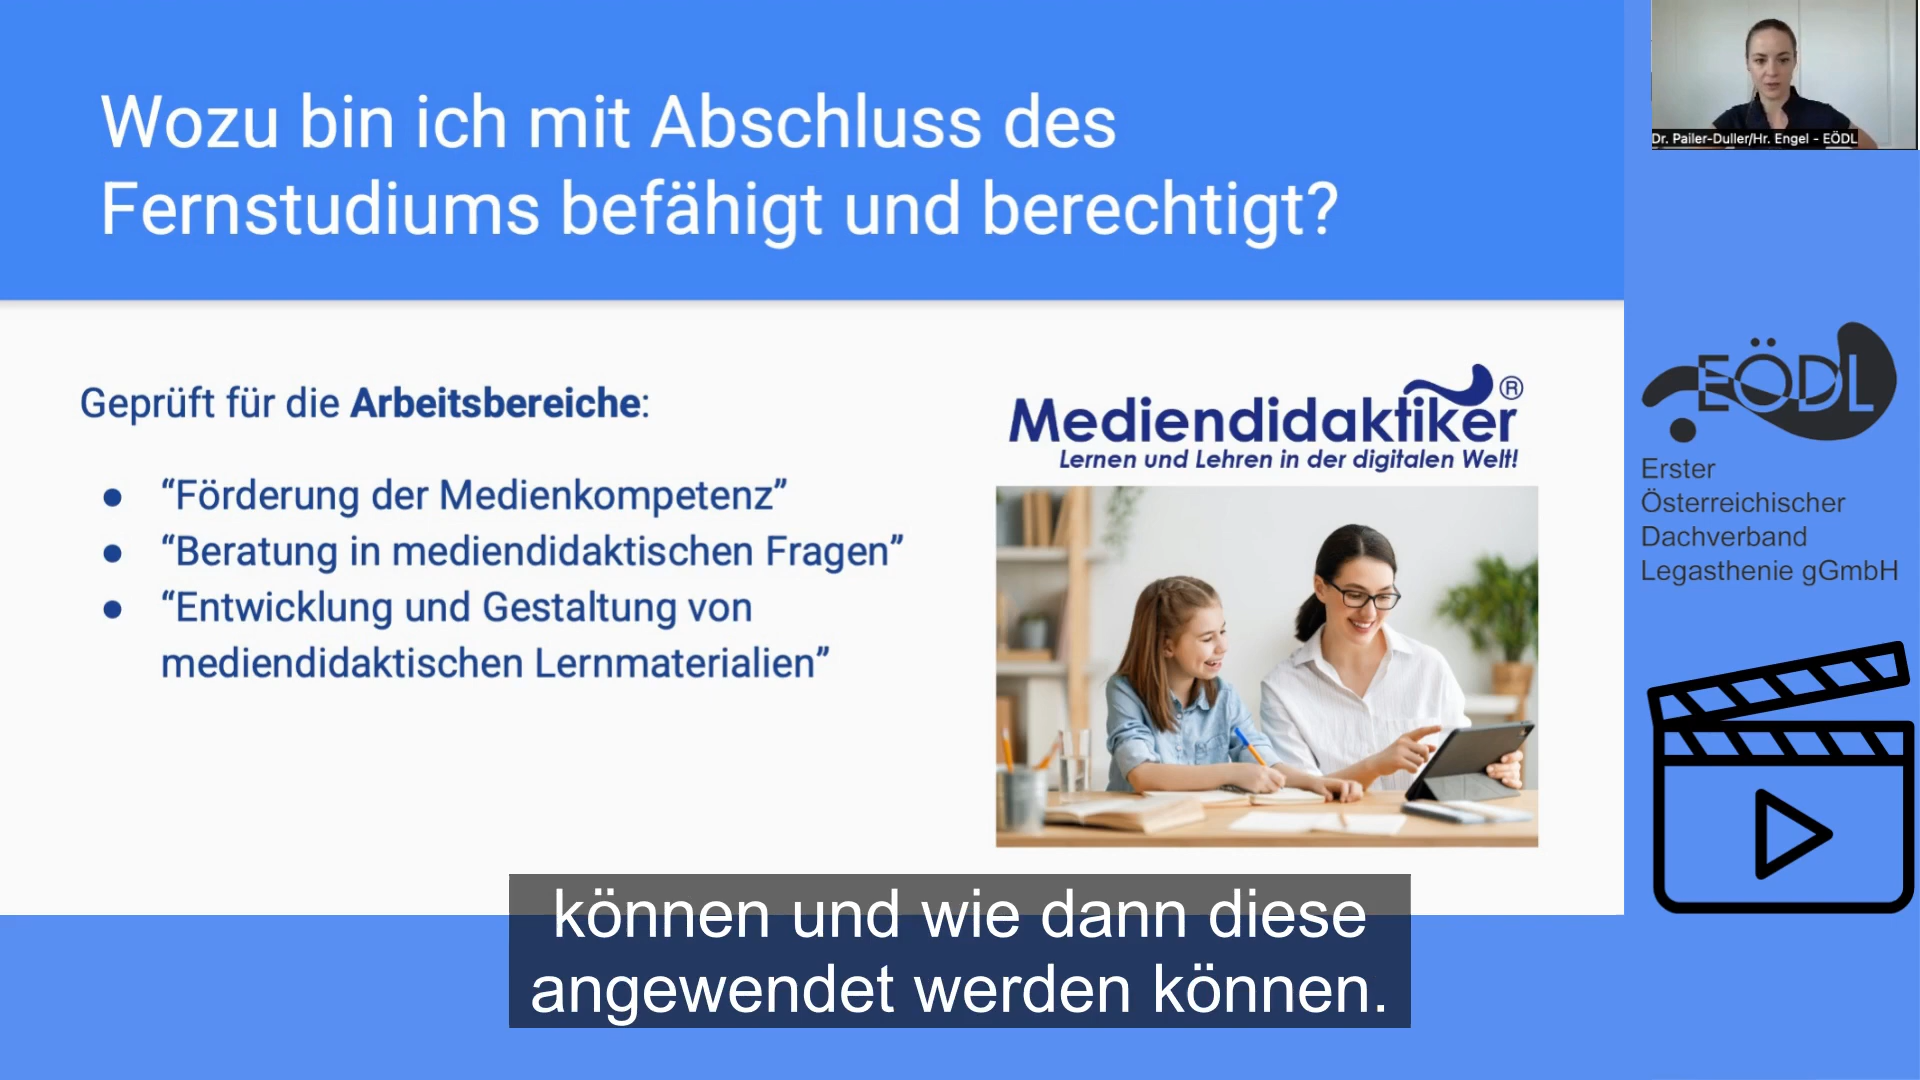 Wozu bin ich mit Abschluss des
Fernstudiums befähigt und berechtigt?
Geprüft für die Arbeitsbereiche:
● “Förderung der Medienkompetenz”
● “Beratung in mediendidaktischen Fragen”
● “Entwicklung und Gestaltung von
mediendidaktischen Lernmaterialien”
Mediendidaktiker®
Lernen und Lehren in der digitalen Welt!
Dr. Pailer-Duller/Hr. Engel - EÖDL
EÖDL
Erster
Österreichischer
Dachverband
Legasthenie gGmbH
können und wie dann diese
angewendet werden können.